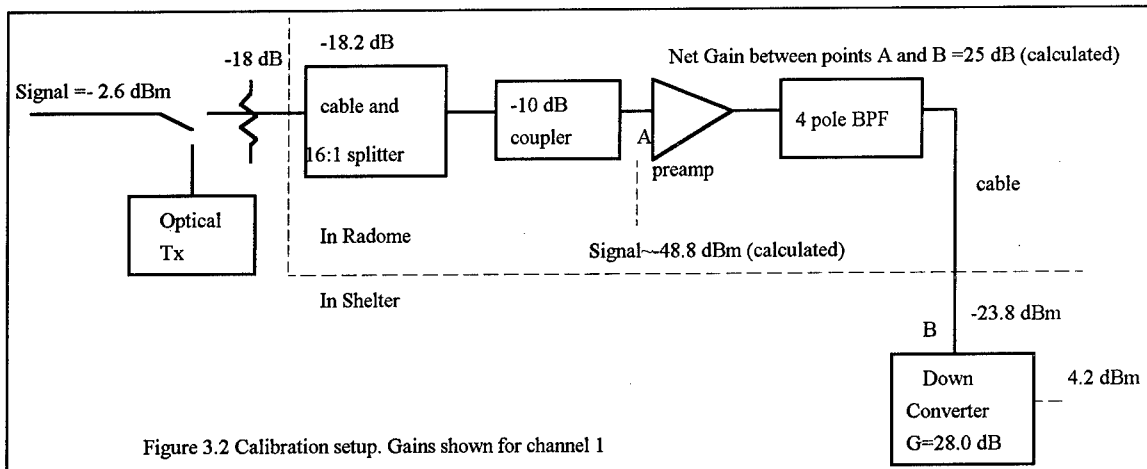 -18.2 dB
-18 dB
Net Gain between points A and B =25 dB (calculated)
Signal =- 2.6 dBm
cable and
16:1 splitter
-10 dB
coupler
A
preamp
4 pole BPF
cable
Optical
Tx
In Radome
Signal~-48.8 dBm (calculated)
In Shelter
-23.8 dBm
B
Down
Converter
G=28.0 dB
4.2 dBm
Figure 3.2 Calibration setup. Gains shown for channel 1